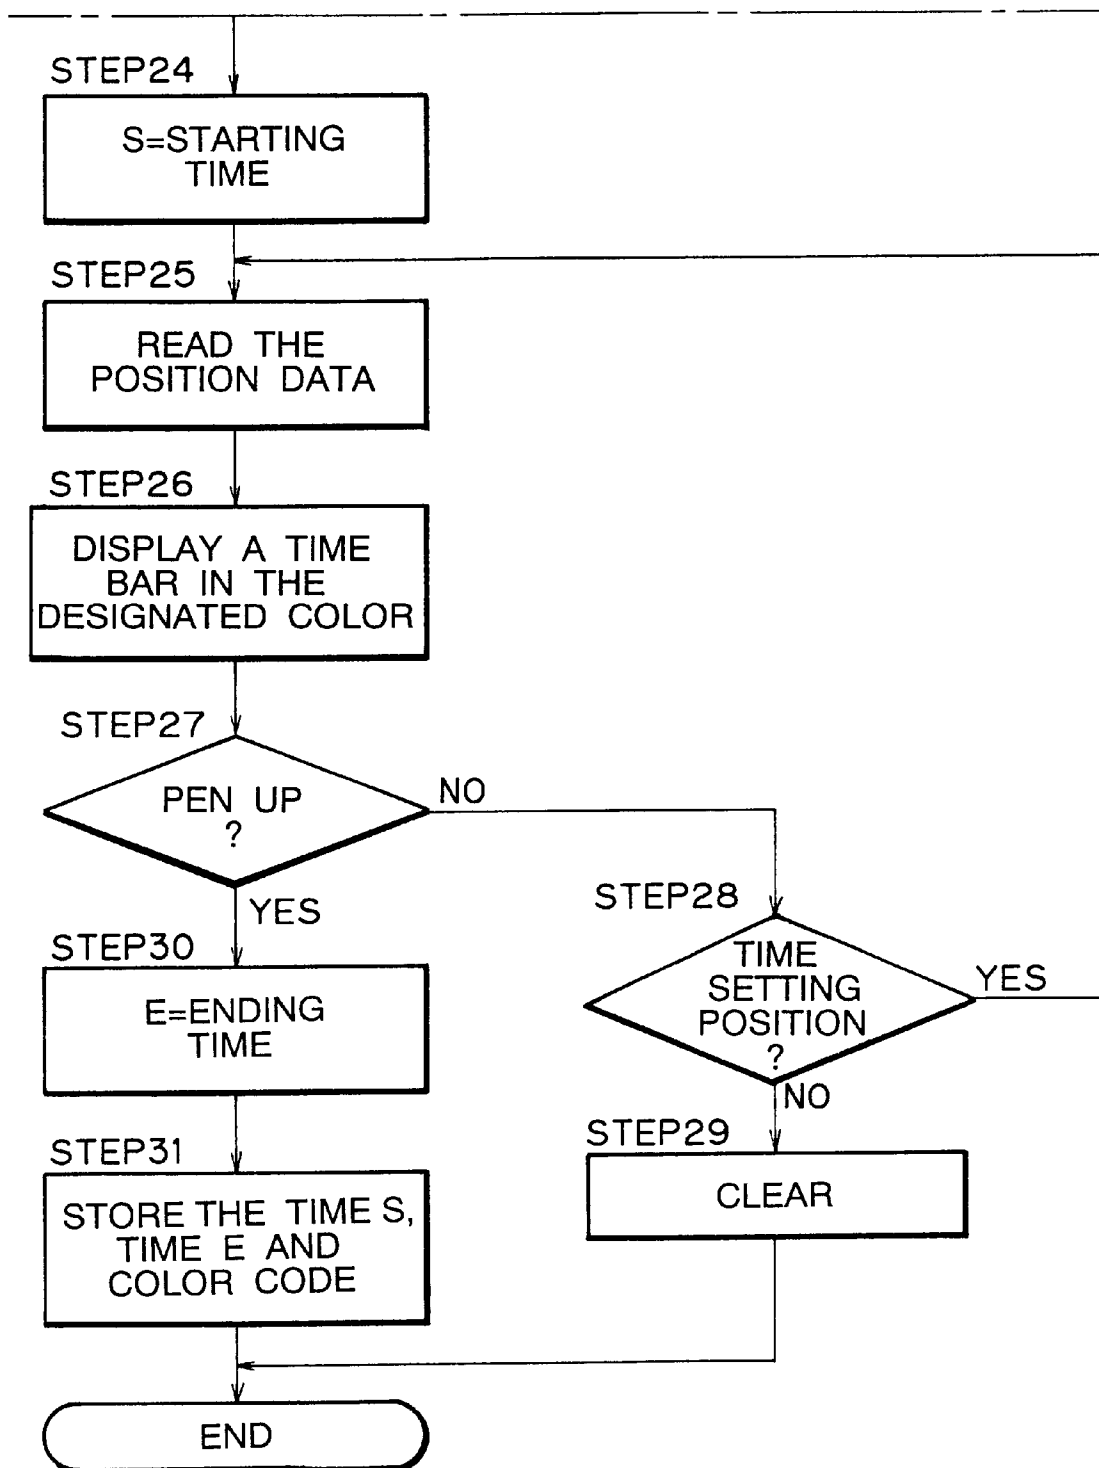 STEP24
S=STARTING
TIME
STEP25
READ THE
POSITION DATA
STEP26
DISPLAY A TIME
BAR IN THE
DESIGNATED COLOR
STEP27
PEN UP
?
NO
YES
STEP28
TIME
SETTING
POSITION
?
YES
NO
STEP29
CLEAR
STEP30
E=ENDING
TIME
STEP31
STORE THE TIME S,
TIME E AND
COLOR CODE
END